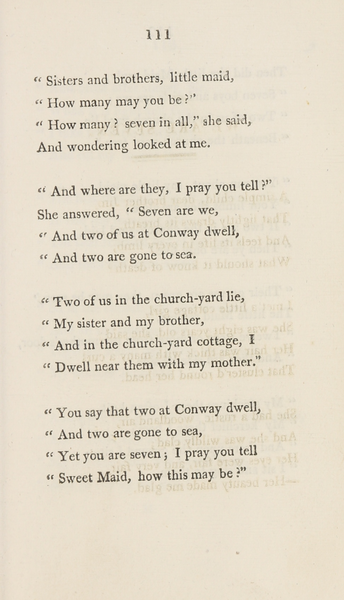 111
“ Sisters and brothers, little maid,
“ How many may you be?”
“ How many? seven in all,” she said,
And wondering looked at me.
“ And where are they, I pray you tell?”
She answered, “ Seven are we,
“ And two of us at Conway dwell,
“ And two are gone to sea.
“ Two of us in the church-yard lie,
“ My sister and my brother,
“ And in the church-yard cottage, I
“ Dwell near them with my mother.”
“ You say that two at Conway dwell,
“ And two are gone to sea,
“ Yet you are seven; I pray you tell
“ Sweet Maid, how this may be?”